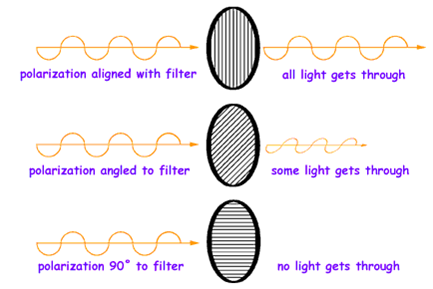 polarization aligned with filter
all light gets through
polarization angled to filter
some light gets through
polarization 90˚ to filter
no light gets through